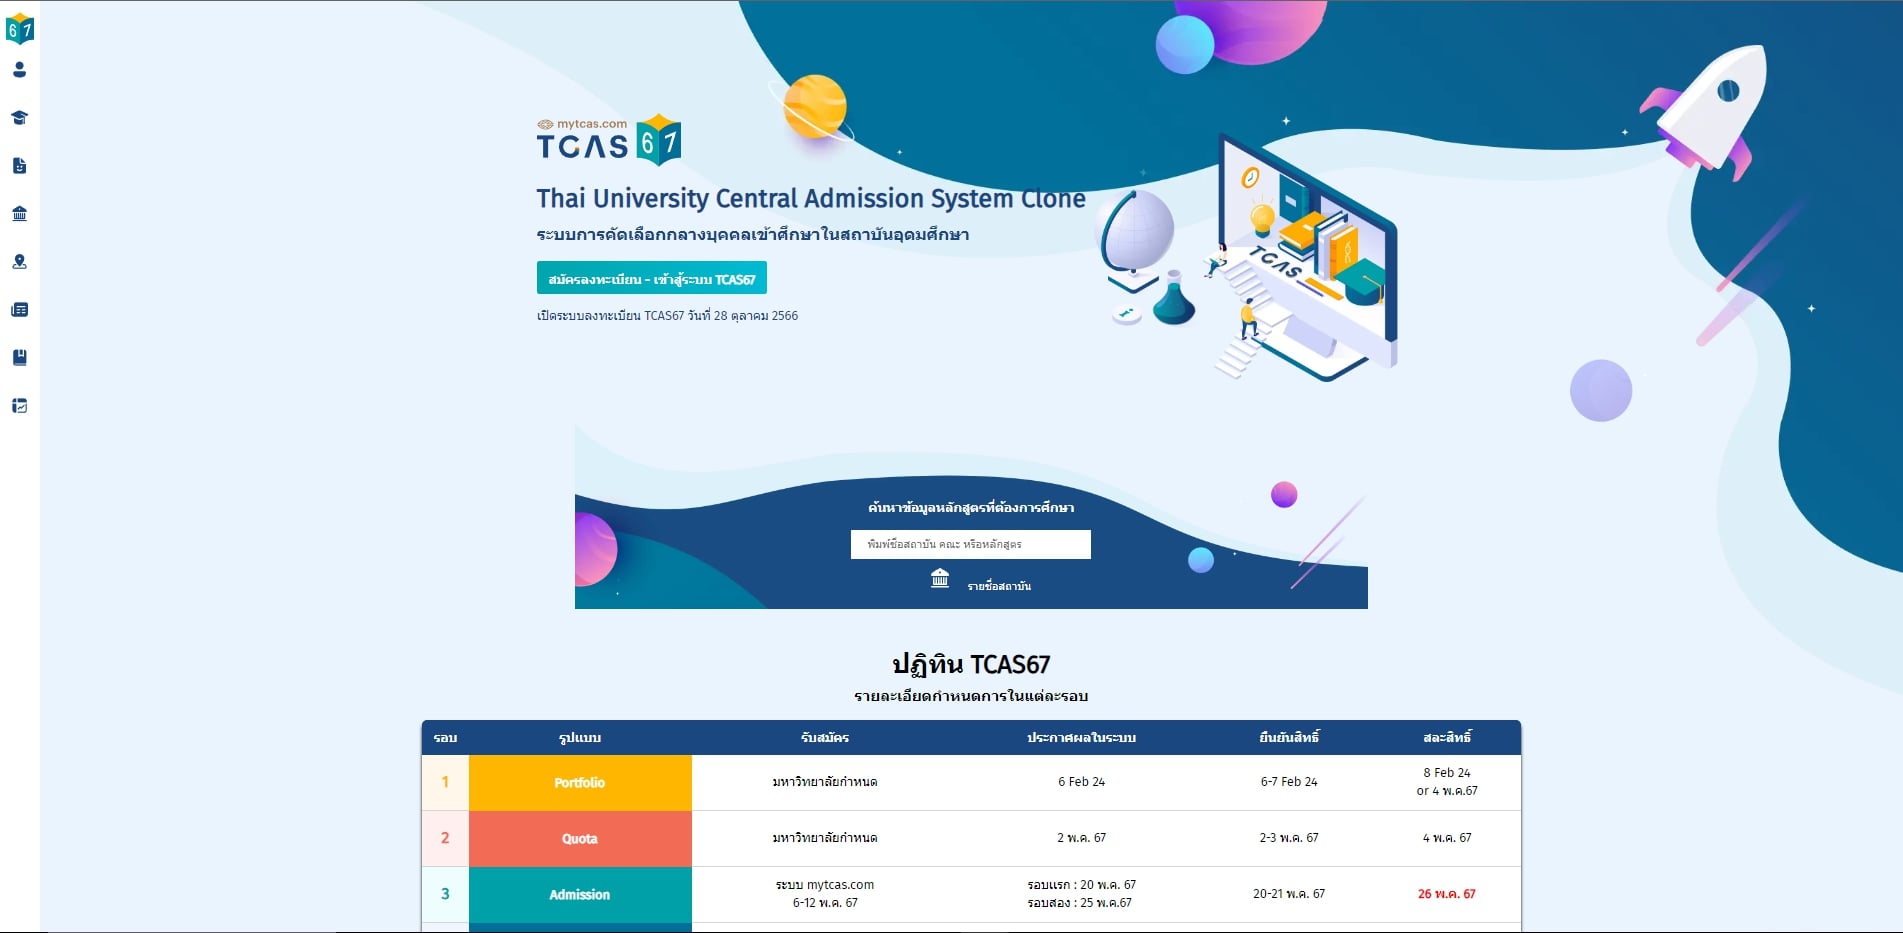 67
mytcas.com
TCAS 67
Thai University Central Admission System Clone
ระบบการคัดเลือกกลางบุคคลเข้าศึกษาในสถาบันอุดมศึกษา
สมัครลงทะเบียน - เข้าสู่ระบบ TCAS67
เปิดระบบลงทะเบียน TCAS67 วันที่ 28 ตุลาคม 2566
TCAS
ค้นหาข้อมูลหลักสูตรที่ต้องการศึกษา
พิมพ์ชื่อสถาบัน คณะ หรือหลักสูตร
รายชื่อสถาบัน
ปฏิทิน TCAS67
รายละเอียดกำหนดการในแต่ละรอบ
รอบ รูปแบบ รับสมัคร ประกาศผลในระบบ ยืนยันสิทธิ์ สละสิทธิ์
1 Portfolio มหาวิทยาลัยกำหนด 6 Feb 24 6-7 Feb 24 8 Feb 24
or 4 พ.ค.67
2 Quota มหาวิทยาลัยกำหนด 2 พ.ค. 67 2-3 พ.ค. 67 4 พ.ค. 67
3 Admission ระบบ mytcas.com รอบแรก : 20 พ.ค. 67 20-21 พ.ค. 67 26 พ.ค. 67
6-12 พ.ค. 67 รอบสอง : 25 พ.ค.67